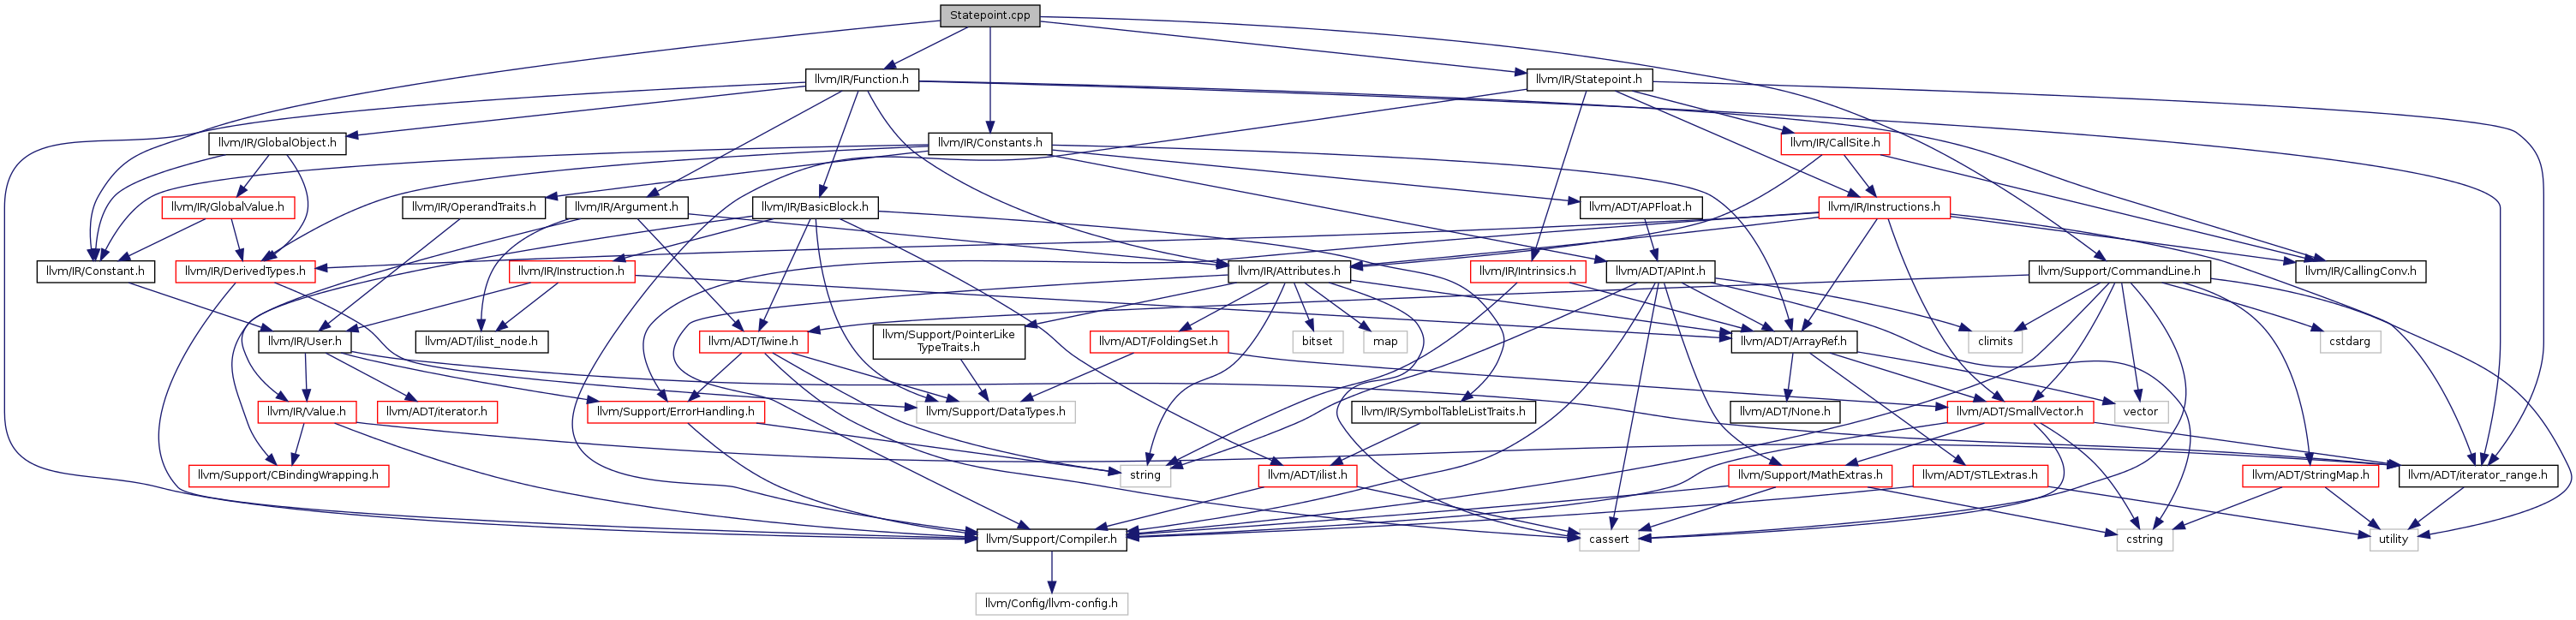 Statepoint.cpp
llvm/IR/Function.h
llvm/IR/Statepoint.h
llvm/IR/GlobalObject.h
llvm/IR/Constants.h
llvm/IR/CallSite.h
llvm/IR/GlobalValue.h
llvm/IR/OperandTraits.h
llvm/IR/Argument.h
llvm/IR/BasicBlock.h
llvm/ADT/APFloat.h
llvm/IR/Instructions.h
llvm/IR/Constant.h
llvm/IR/DerivedTypes.h
llvm/IR/Instruction.h
llvm/IR/Attributes.h
llvm/IR/Intrinsics.h
llvm/ADT/APInt.h
llvm/Support/CommandLine.h
llvm/IR/CallingConv.h
llvm/IR/User.h
llvm/ADT/ilist_node.h
llvm/ADT/Twine.h
llvm/Support/PointerLike
TypeTraits.h
llvm/ADT/FoldingSet.h
bitset
map
llvm/ADT/ArrayRef.h
climits
cstdarg
llvm/IR/Value.h
llvm/ADT/iterator.h
llvm/Support/ErrorHandling.h
llvm/Support/DataTypes.h
llvm/IR/SymbolTableListTraits.h
llvm/ADT/None.h
llvm/ADT/SmallVector.h
vector
llvm/Support/CBindingWrapping.h
string
llvm/ADT/ilist.h
llvm/Support/MathExtras.h
llvm/ADT/STLExtras.h
llvm/ADT/StringMap.h
llvm/ADT/iterator_range.h
llvm/Support/Compiler.h
cassert
cstring
utility
llvm/Config/llvm-config.h